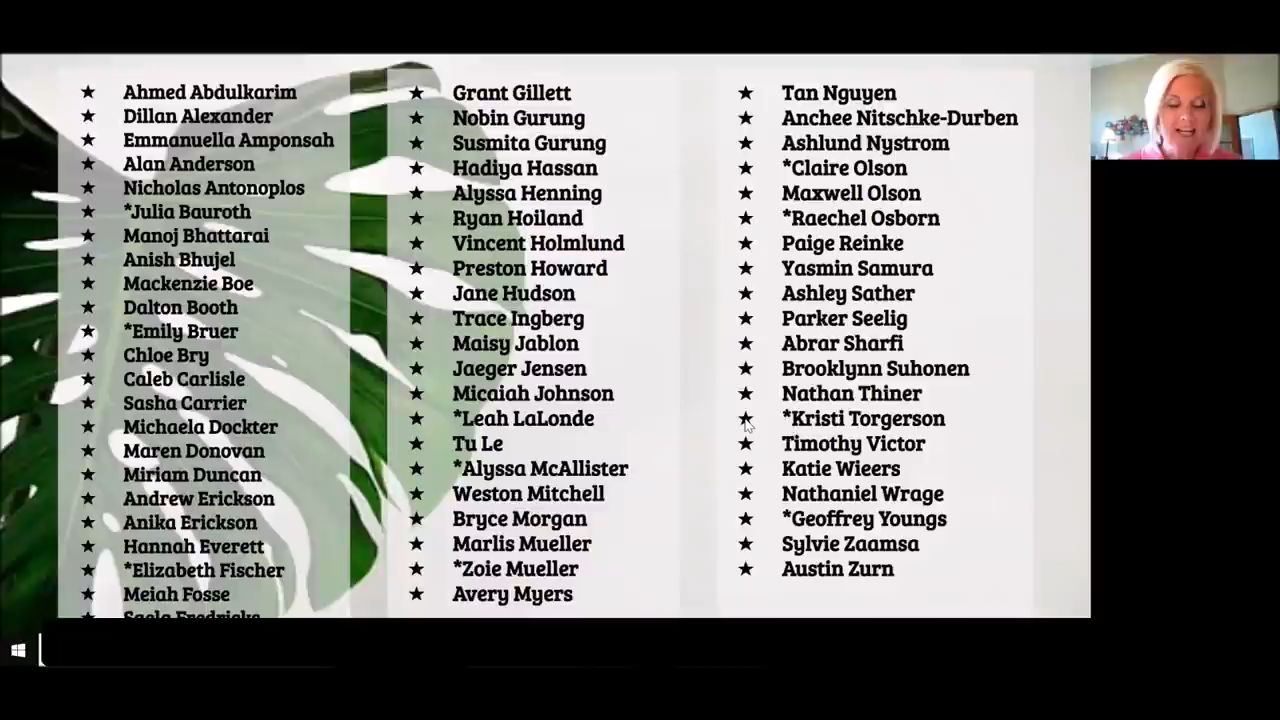 Ahmed Abdulkarim
Dillan Alexander
Emmanuella Amponsah
Alan Anderson
Nicholas Antonoplos
*Julia Bauroth
Manoj Bhattarai
Anish Bhujel
Mackenzie Boe
Dalton Booth
*Emily Bruer
Chloe Bry
Caleb Carlisle
Sasha Carrier
Michaela Dockter
Maren Donovan
Miriam Duncan
Andrew Erickson
Anika Erickson
Hannah Everett
*Elizabeth Fischer
Meiah Fosse
Grant Gillett
Nobin Gurung
Susmita Gurung
Hadiya Hassan
Alyssa Henning
Ryan Hoiland
Vincent Holmlund
Preston Howard
Jane Hudson
Trace Ingberg
Maisy Jablon
Jaeger Jensen
Micaiah Johnson
*Leah LaLonde
Tu Le
*Alyssa McAllister
Weston Mitchell
Bryce Morgan
Marlis Mueller
*Zoie Mueller
Avery Myers
Tan Nguyen
Anchee Nitschke-Durben
Ashlund Nystrom
*Claire Olson
Maxwell Olson
*Raechel Osborn
Paige Reinke
Yasmin Samura
Ashley Sather
Parker Seelig
Abrar Sharfi
Brooklynn Suhonen
Nathan Thiner
*Kristi Torgerson
Timothy Victor
Katie Wieers
Nathaniel Wrage
*Geoffrey Youngs
Sylvie Zaamsa
Austin Zurn